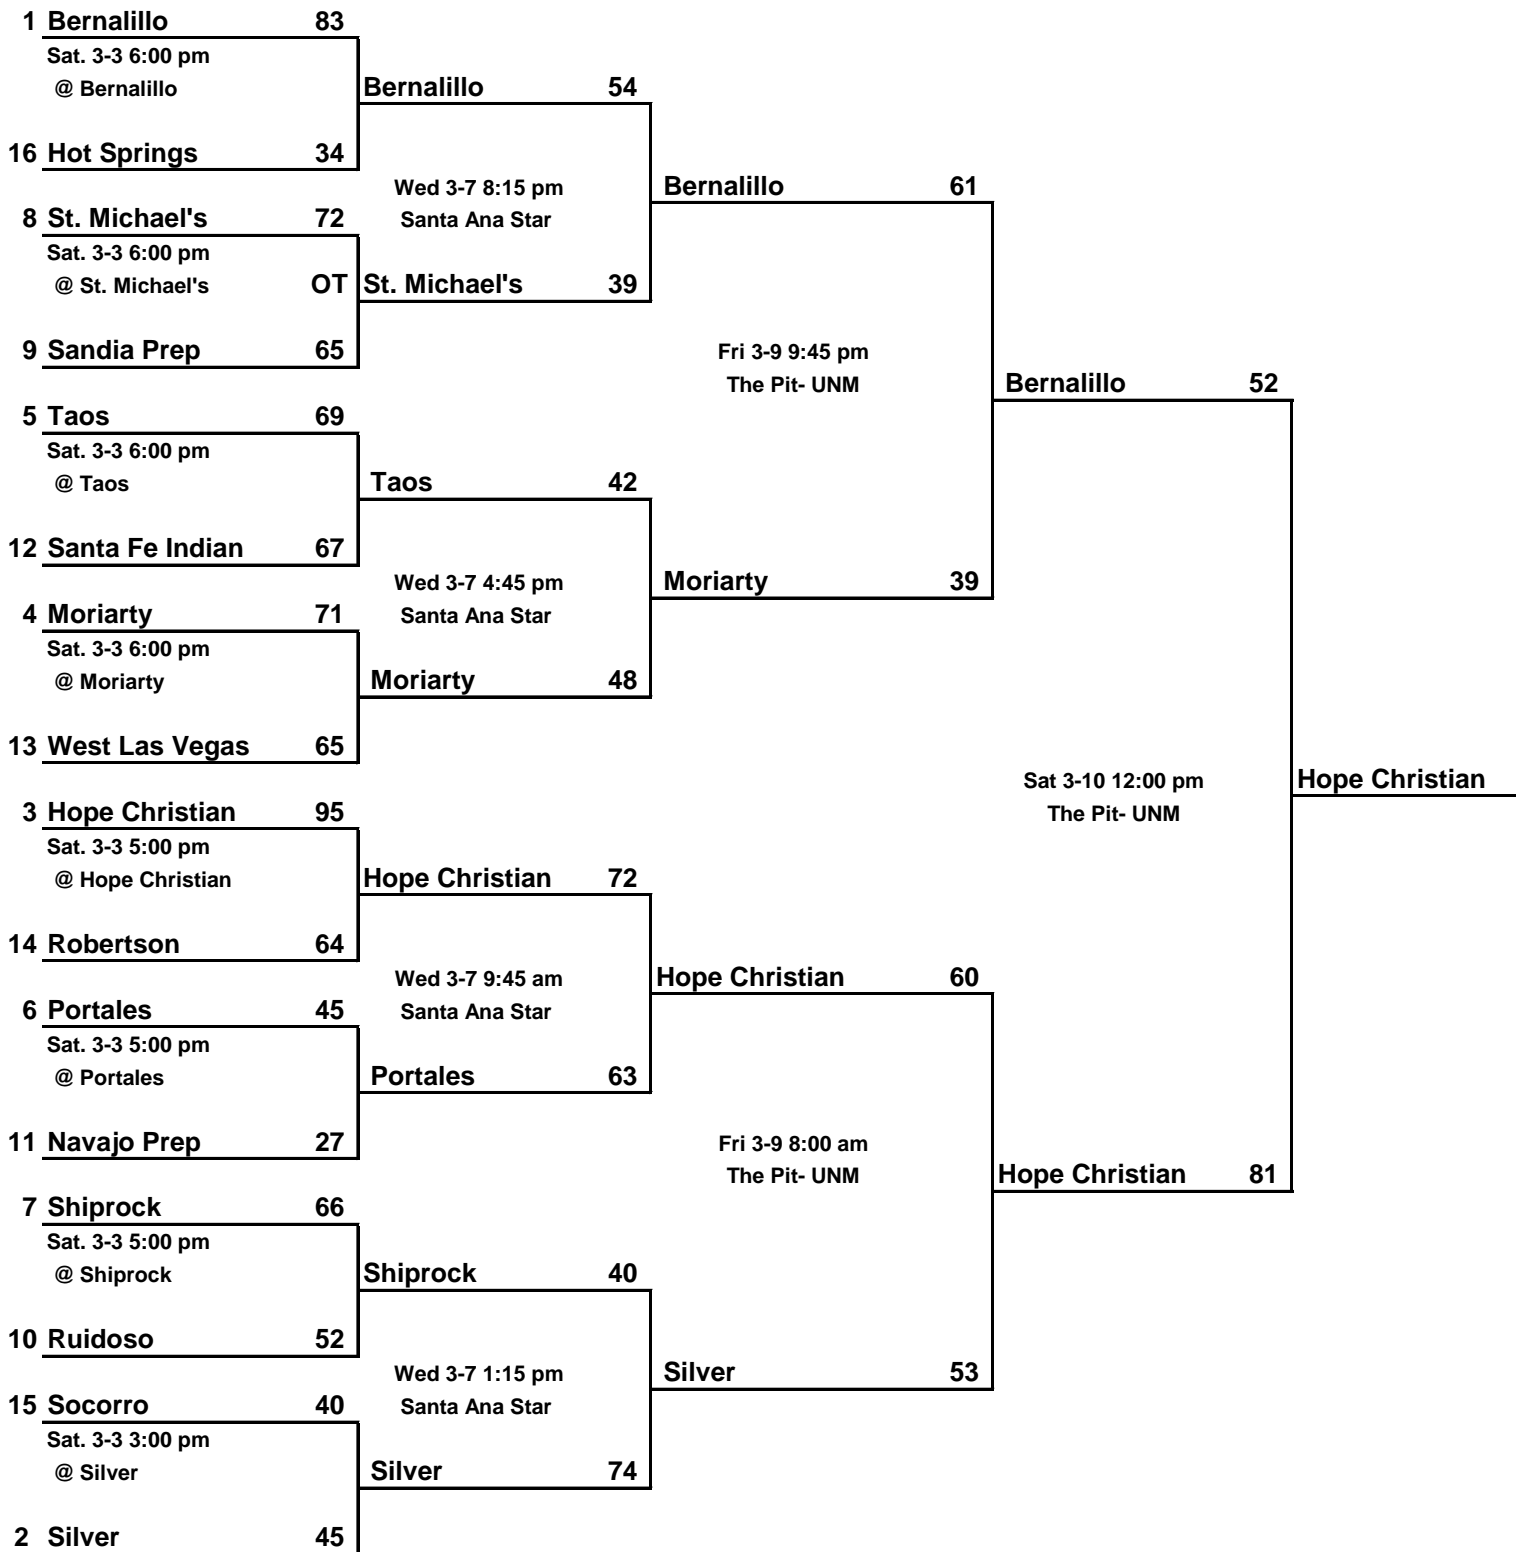 1 Bernalillo 83
Sat. 3-3 6:00 pm
@ Bernalillo
Bernalillo 54
16 Hot Springs 34
Wed 3-7 8:15 pm
Santa Ana Star
Bernalillo 61
8 St. Michael's 72
Sat. 3-3 6:00 pm
@ St. Michael's OT
St. Michael's 39
9 Sandia Prep 65
Fri 3-9 9:45 pm
The Pit- UNM
Bernalillo 52
5 Taos 69
Sat. 3-3 6:00 pm
@ Taos
Taos 42
12 Santa Fe Indian 67
Wed 3-7 4:45 pm
Santa Ana Star
Moriarty 39
4 Moriarty 71
Sat. 3-3 6:00 pm
@ Moriarty
Moriarty 48
13 West Las Vegas 65
Sat 3-10 12:00 pm
The Pit- UNM
Hope Christian
3 Hope Christian 95
Sat. 3-3 5:00 pm
@ Hope Christian
Hope Christian 72
14 Robertson 64
Wed 3-7 9:45 am
Santa Ana Star
Hope Christian 60
6 Portales 45
Sat. 3-3 5:00 pm
@ Portales
Portales 63
11 Navajo Prep 27
Fri 3-9 8:00 am
The Pit- UNM
Hope Christian 81
7 Shiprock 66
Sat. 3-3 5:00 pm
@ Shiprock
Shiprock 40
10 Ruidoso 52
Wed 3-7 1:15 pm
Santa Ana Star
Silver 53
15 Socorro 40
Sat. 3-3 3:00 pm
@ Silver
Silver 74
2 Silver 45